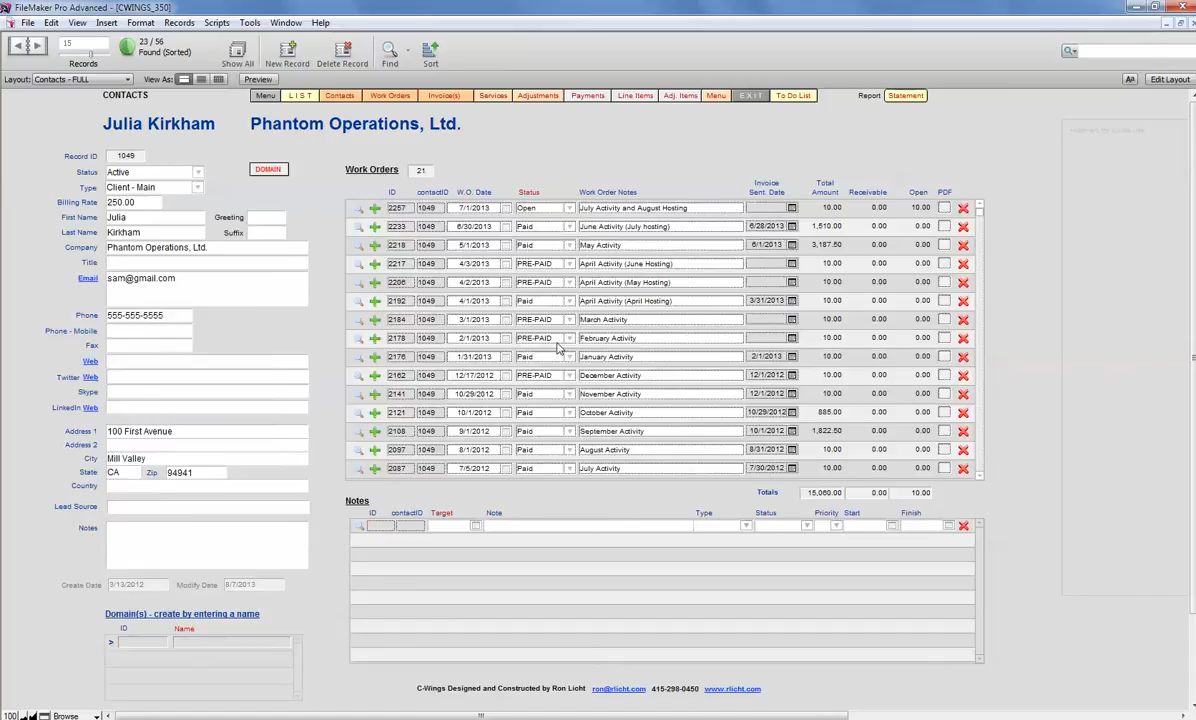 FileMaker Pro Advanced - [CWINGS_350]
File Edit View Insert Format Records Scripts Tools Window Help
15 23 / 56 Found (Sorted)
Records Show All New Record Delete Record Find Sort
Layout: Contacts - FULL View As: Preview Aa Edit Layout
CONTACTS Menu L I S T Contacts Work Orders Invoice(s) Services Adjustments Payments Line Items Adj. Items Menu E X I T To Do List Report Statement
Julia Kirkham Phantom Operations, Ltd.
Record ID 1049
Status Active
Type Client - Main
Billing Rate 250.00
First Name Julia Greeting
Last Name Kirkham Suffix
Company Phantom Operations, Ltd.
Title
Email sam@gmail.com
Phone 555-555-5555
Phone - Mobile
Fax
Web
Twitter Web
Skype
LinkedIn Web
Address 1 100 First Avenue
Address 2
City Mill Valley
State CA Zip 94941
Country
Lead Source
Notes
Create Date 3/13/2012 Modify Date 8/7/2013
Domain(s) - create by entering a name
ID Name
>
DOMAIN
Work Orders 21
ID contactID W.O. Date Status Work Order Notes Invoice Sent. Date Total Amount Receivable Open PDF
2257 1049 7/1/2013 Open July Activity and August Hosting 10.00 0.00 10.00
2233 1049 6/30/2013 Paid June Activity (July hosting) 6/28/2013 1,510.00 0.00 0.00
2218 1049 5/1/2013 Paid May Activity 6/1/2013 3,187.50 0.00 0.00
2217 1049 4/3/2013 PRE-PAID April Activity (June Hosting) 10.00 0.00 0.00
2206 1049 4/2/2013 PRE-PAID April Activity (May Hosting) 10.00 0.00 0.00
2192 1049 4/1/2013 Paid April Activity (April Hosting) 3/31/2013 10.00 0.00 0.00
2184 1049 3/1/2013 PRE-PAID March Activity 10.00 0.00 0.00
2178 1049 2/1/2013 PRE-PAID February Activity 10.00 0.00 0.00
2176 1049 1/31/2013 Paid January Activity 2/1/2013 10.00 0.00 0.00
2162 1049 12/17/2012 PRE-PAID December Activity 12/1/2012 10.00 0.00 0.00
2141 1049 10/29/2012 Paid November Activity 12/1/2012 10.00 0.00 0.00
2121 1049 10/1/2012 Paid October Activity 10/29/2012 885.00 0.00 0.00
2108 1049 9/1/2012 Paid September Activity 10/1/2012 1,822.50 0.00 0.00
2097 1049 8/1/2012 Paid August Activity 8/31/2012 10.00 0.00 0.00
2087 1049 7/5/2012 Paid July Activity 7/30/2012 10.00 0.00 0.00
Totals 15,060.00 0.00 10.00
Notes
ID contactID Target Note Type Status Priority Start Finish
C-Wings Designed and Constructed by Ron Licht ron@rlicht.com 415-298-0450 www.rlicht.com
100 Browse